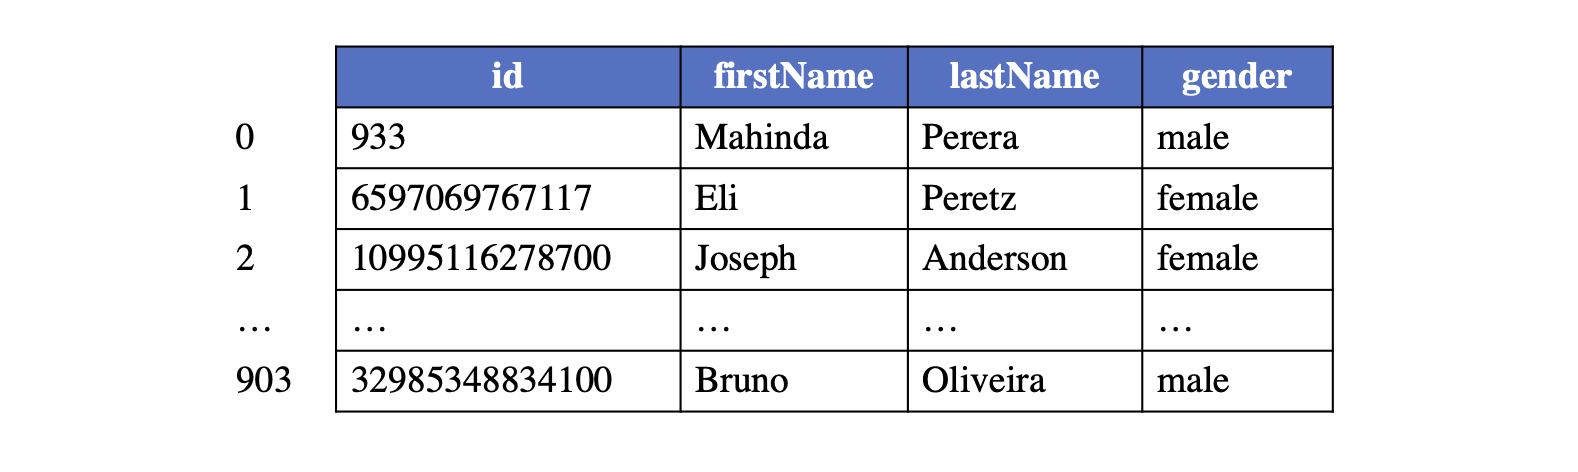 id firstName lastName gender
0 933 Mahinda Perera male
1 6597069767117 Eli Peretz female
2 10995116278700 Joseph Anderson female
… … … … …
903 32985348834100 Bruno Oliveira male